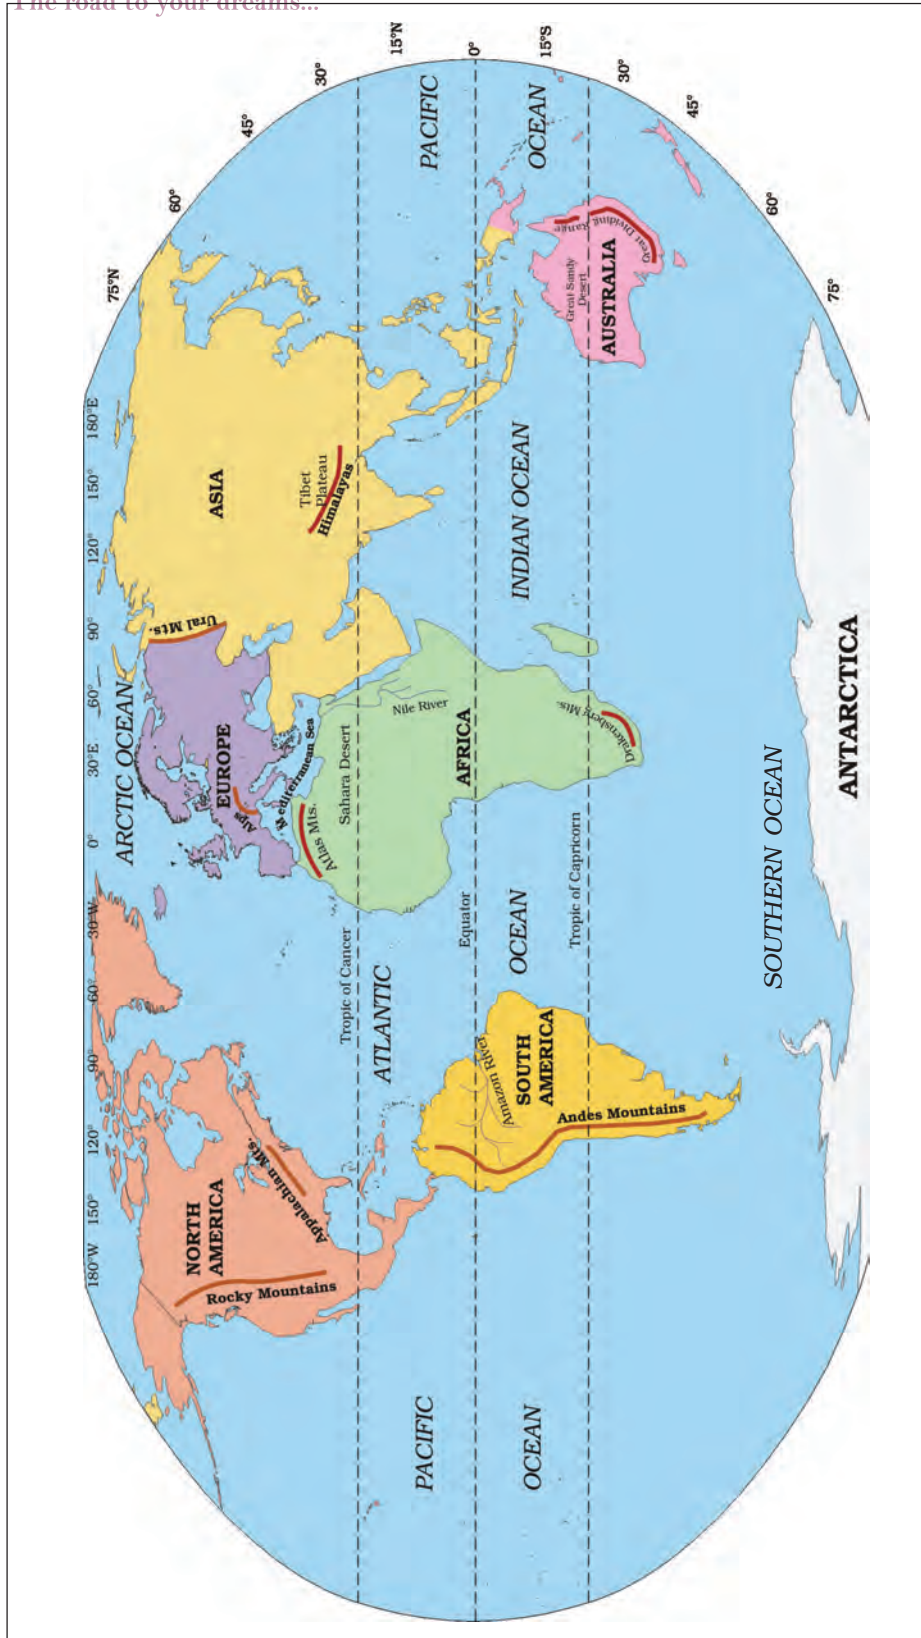 The road to your dreams...
75°N
60°
45°
30°
15°N
0°
15°S
30°
45°
60°
75°
180°W
150°
120°
90°
60°
30°W
0°
30°E
60°
90°
120°
150°
180°E
ARCTIC OCEAN
NORTH
AMERICA
Rocky Mountains
Appalachian Mts.
EUROPE
Alps
Ural Mts.
Mediterranean Sea
ASIA
Tibet
Plateau
Himalayas
Atlas Mts.
Sahara Desert
Nile River
AFRICA
Drakensberg Mts.
Tropic of Cancer
Equator
Tropic of Capricorn
ATLANTIC
OCEAN
PACIFIC
OCEAN
PACIFIC
OCEAN
INDIAN OCEAN
Amazon River
SOUTH
AMERICA
Andes Mountains
Great Sandy
Desert
AUSTRALIA
Great Dividing Range
SOUTHERN OCEAN
ANTARCTICA